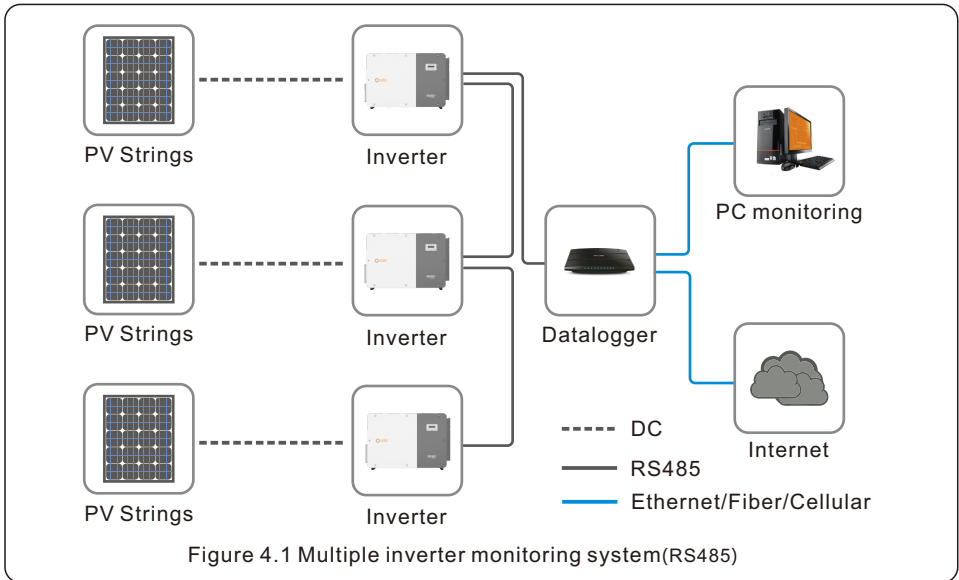 PV Strings
Inverter
PV Strings
Inverter
PV Strings
Inverter
Datalogger
PC monitoring
Internet
DC
RS485
Ethernet/Fiber/Cellular
Figure 4.1 Multiple inverter monitoring system(RS485)